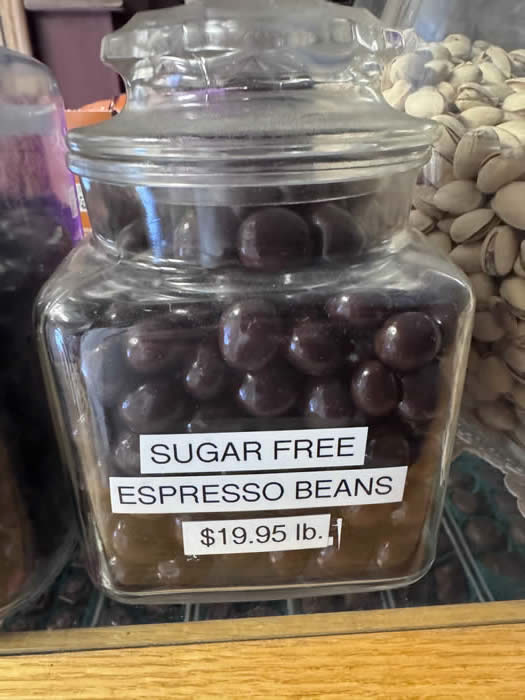 SUGAR FREE
ESPRESSO BEANS
$19.95 lb.